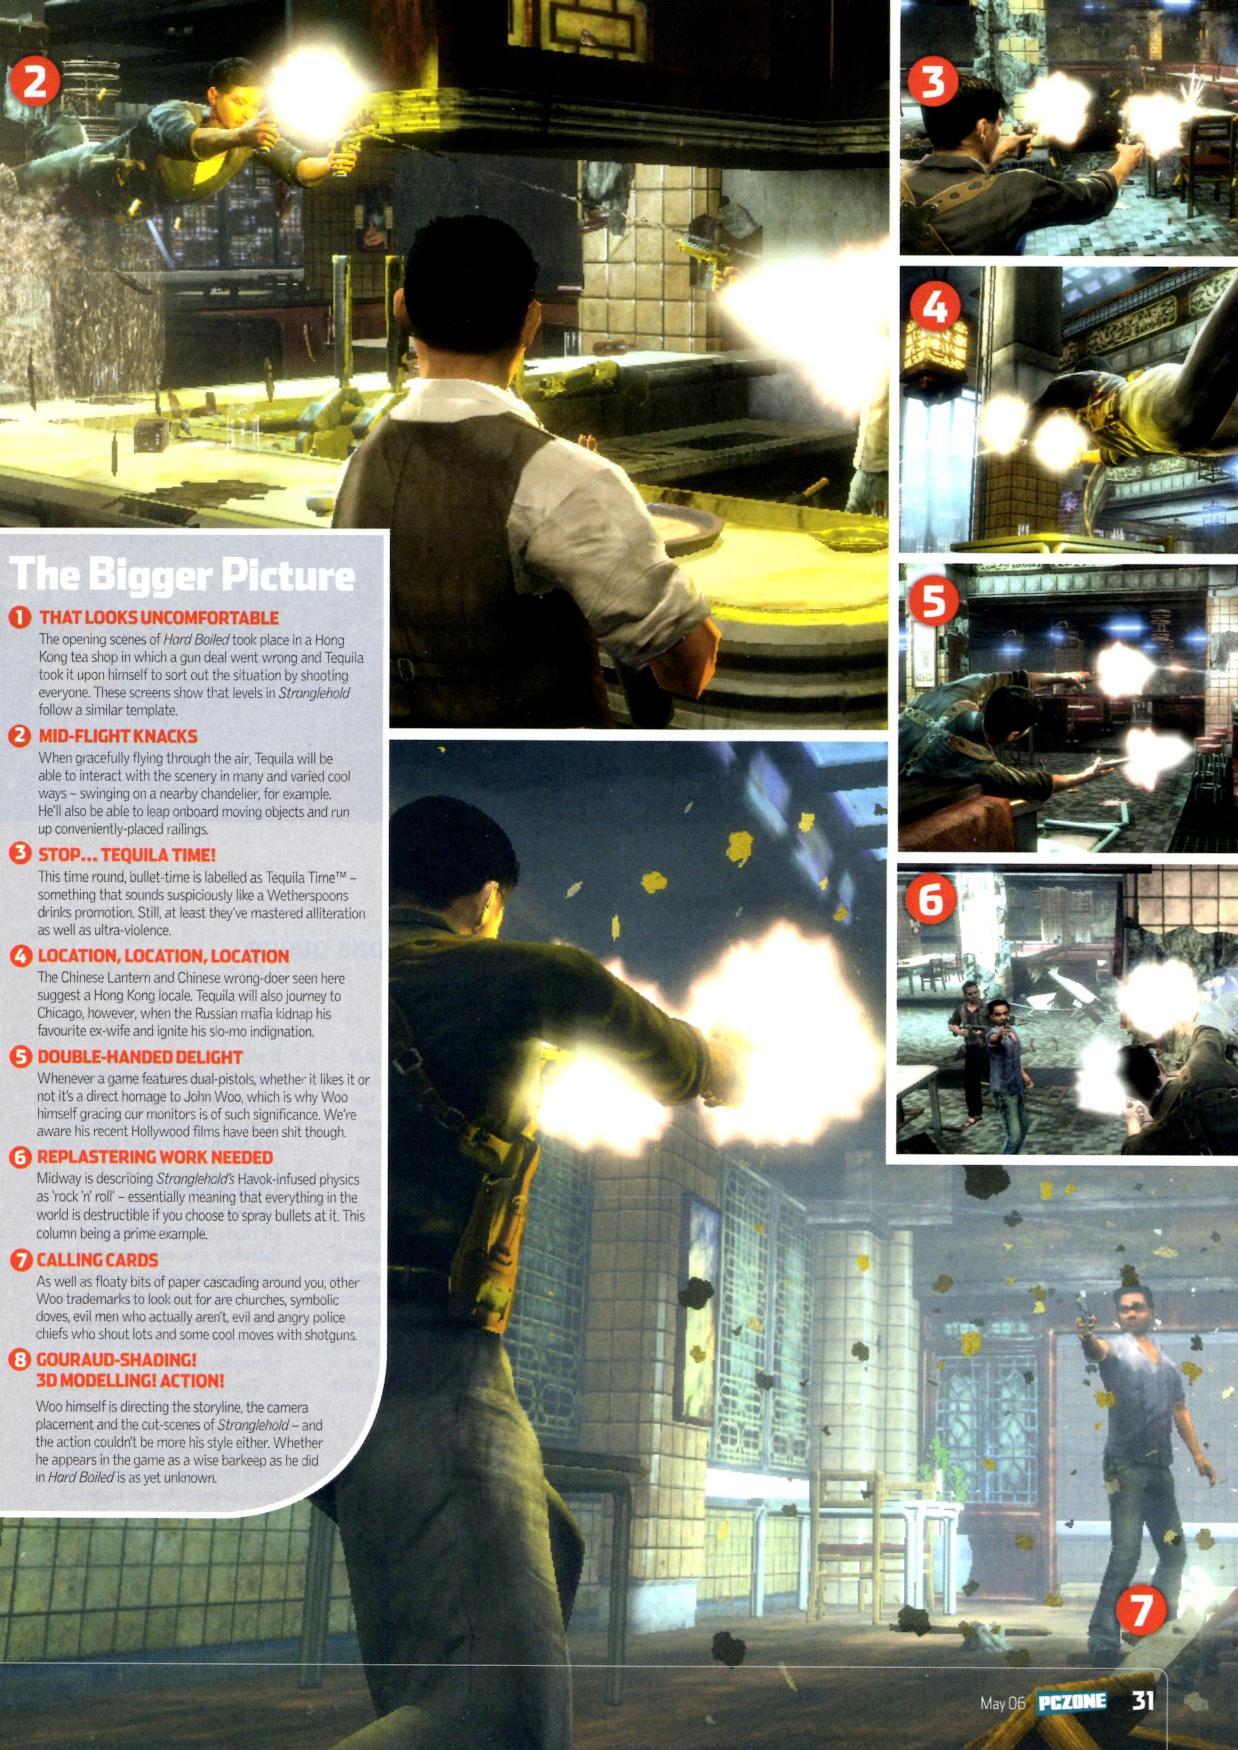 2
3
4
5
6
The Bigger Picture
1 THAT LOOKS UNCOMFORTABLE
The opening scenes of Hard Boiled took place in a Hong
Kong tea shop in which a gun deal went wrong and Tequila
took it upon himself to sort out the situation by shooting
everyone. These screens show that levels in Stranglehold
follow a similar template.
2 MID-FLIGHT KNACKS
When gracefully flying through the air, Tequila will be
able to interact with the scenery in many and varied cool
ways – swinging on a nearby chandelier, for example.
He'll also be able to leap onboard moving objects and run
up conveniently-placed railings.
3 STOP... TEQUILA TIME!
This time round, bullet-time is labelled as Tequila Time™ –
something that sounds suspiciously like a Wetherspoons
drinks promotion. Still, at least they've mastered alliteration
as well as ultra-violence.
4 LOCATION, LOCATION, LOCATION
The Chinese Lantern and Chinese wrong-doer seen here
suggest a Hong Kong locale. Tequila will also journey to
Chicago, however, when the Russian mafia kidnap his
favourite ex-wife and ignite his slo-mo indignation.
5 DOUBLE-HANDED DELIGHT
Whenever a game features dual-pistols, whether it likes it or
not it's a direct homage to John Woo, which is why Woo
himself gracing our monitors is of such significance. We're
aware his recent Hollywood films have been shit though.
6 REPLASTERING WORK NEEDED
Midway is describing Stranglehold's Havok-infused physics
as 'rock 'n' roll' – essentially meaning that everything in the
world is destructible if you choose to spray bullets at it. This
column being a prime example.
7 CALLING CARDS
As well as floaty bits of paper cascading around you, other
Woo trademarks to look out for are churches, symbolic
doves, evil men who actually aren't, evil and angry police
chiefs who shout lots and some cool moves with shotguns.
8 GOURAUD-SHADING!
3D MODELLING! ACTION!
Woo himself is directing the storyline, the camera
placement and the cut-scenes of Stranglehold – and
the action couldn't be more his style either. Whether
he appears in the game as a wise barkeep as he did
in Hard Boiled is as yet unknown.
7
May 06 PCZONE 31